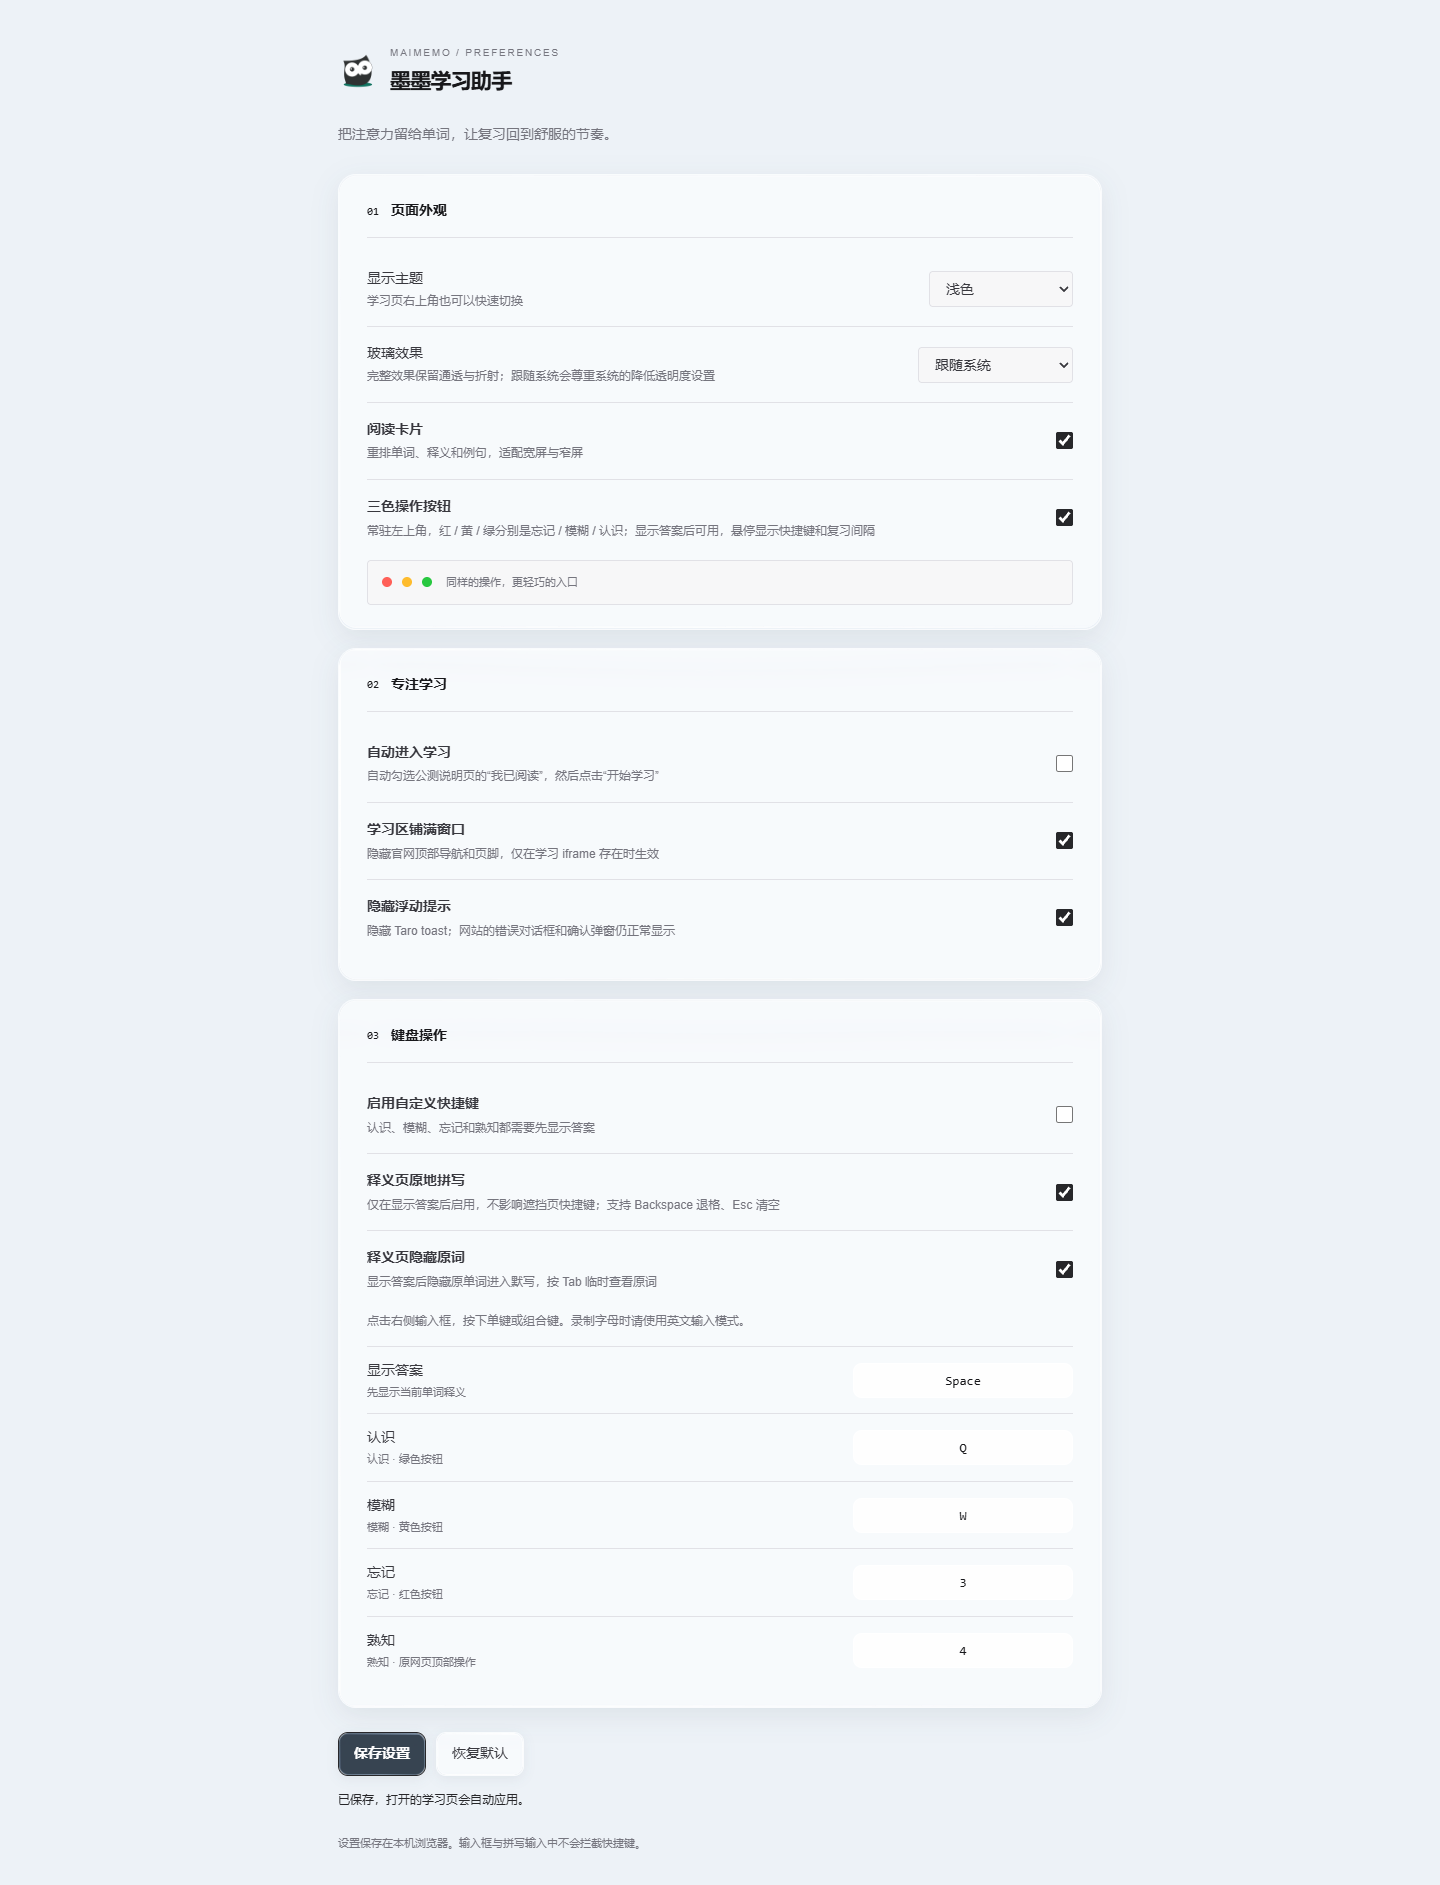 MAIMEMO / PREFERENCES
墨墨学习助手
把注意力留给单词，让复习回到舒服的节奏。
01 页面外观
显示主题
学习页右上角也可以快速切换
浅色
玻璃效果
完整效果保留通透与折射；跟随系统会尊重系统的降低透明度设置
跟随系统
阅读卡片
重排单词、释义和例句，适配宽屏与窄屏
三色操作按钮
常驻左上角，红 / 黄 / 绿分别是忘记 / 模糊 / 认识；显示答案后可用，悬停显示快捷键和复习间隔
同样的操作，更轻巧的入口
02 专注学习
自动进入学习
自动勾选公测说明页的“我已阅读”，然后点击“开始学习”
学习区铺满窗口
隐藏官网顶部导航和页脚，仅在学习 iframe 存在时生效
隐藏浮动提示
隐藏 Taro toast；网站的错误对话框和确认弹窗仍正常显示
03 键盘操作
启用自定义快捷键
认识、模糊、忘记和熟知都需要先显示答案
释义页原地拼写
仅在显示答案后启用，不影响遮挡页快捷键；支持 Backspace 退格、Esc 清空
释义页隐藏原词
显示答案后隐藏原单词进入默写，按 Tab 临时查看原词
点击右侧输入框，按下单键或组合键。录制字母时请使用英文输入模式。
显示答案
先显示当前单词释义
Space
认识
认识 · 绿色按钮
Q
模糊
模糊 · 黄色按钮
W
忘记
忘记 · 红色按钮
3
熟知
熟知 · 原网页顶部操作
4
保存设置
恢复默认
已保存，打开的学习页会自动应用。
设置保存在本机浏览器。输入框与拼写输入中不会拦截快捷键。